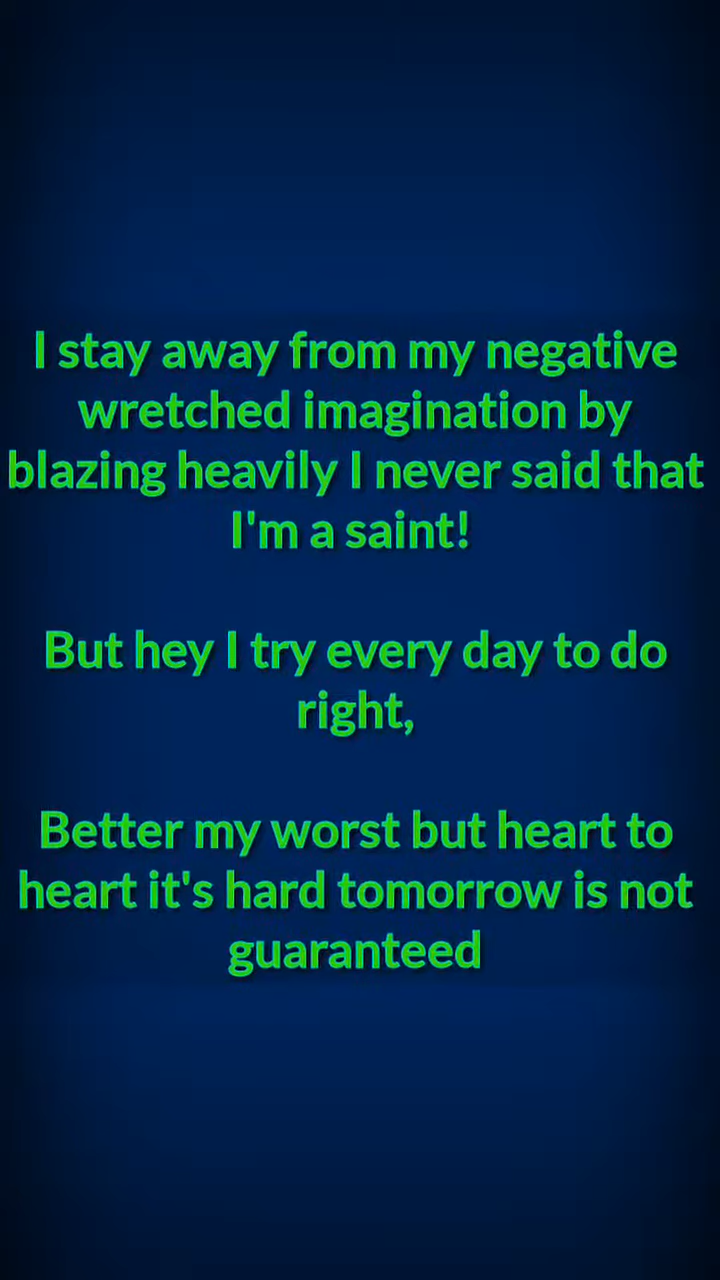 I stay away from my negative
wretched imagination by
blazing heavily I never said that
I'm a saint!
But hey I try every day to do
right,
Better my worst but heart to
heart it's hard tomorrow is not
guaranteed